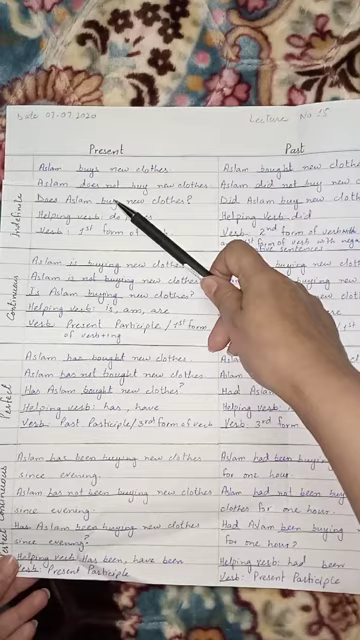 Date 07-07-2020
Lecture No. 15
Present
Past
Indefinite
Aslam buys new clothes.
Aslam does not buy new clothes.
Does Aslam buy new clothes?
Helping verb do,
Verb: 1st form of
Aslam bought new clothes.
Aslam did not buy new
Did Aslam buy new clothes
Helping verb did
Verb: 2nd form of verb with
form of verb with
sentences
Continuous
Aslam is buying new clothes
Aslam is not buying new clothes.
Is Aslam buying new clothes?
Helping verb: is, am, are
Verb: Present Participle / 1st form
of verb+ing
Perfect
Aslam has bought new clothes
Aslam has not bought new clothes.
Has Aslam bought new clothes?
Helping verb: has, have
Verb: Past Participle/3rd form of verb
Had Aslam
Helping verb:
Verb: 3rd form
Perfect Continuous
Aslam has been buying new clothes
since evening.
Aslam has not been buying new clothes
since evening
Has Aslam been buying new clothes
since evening?
Helping verb: Has been, have been
Verb: Present Participle
Aslam had been buying
for one hour.
Aslam had not been buy
clothes for one hour.
Had Aslam been buying
for one hour?
Helping verb: had been
Verb: Present Participle